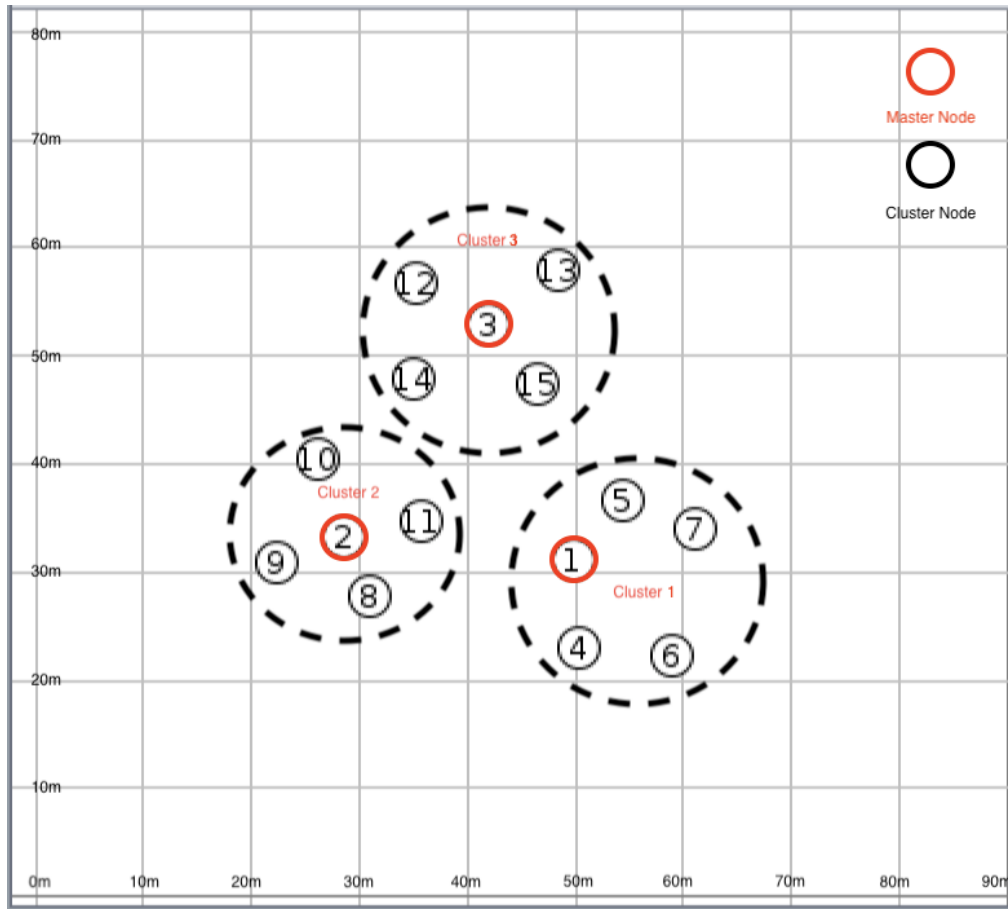 80m
Master Node
70m
Cluster Node
60m
Cluster 3
13
12
3
50m
14
15
40m
10
Cluster 2
5
11
7
2
1
9
30m
Cluster 1
8
4
6
20m
10m
0m 10m 20m 30m 40m 50m 60m 70m 80m 90m